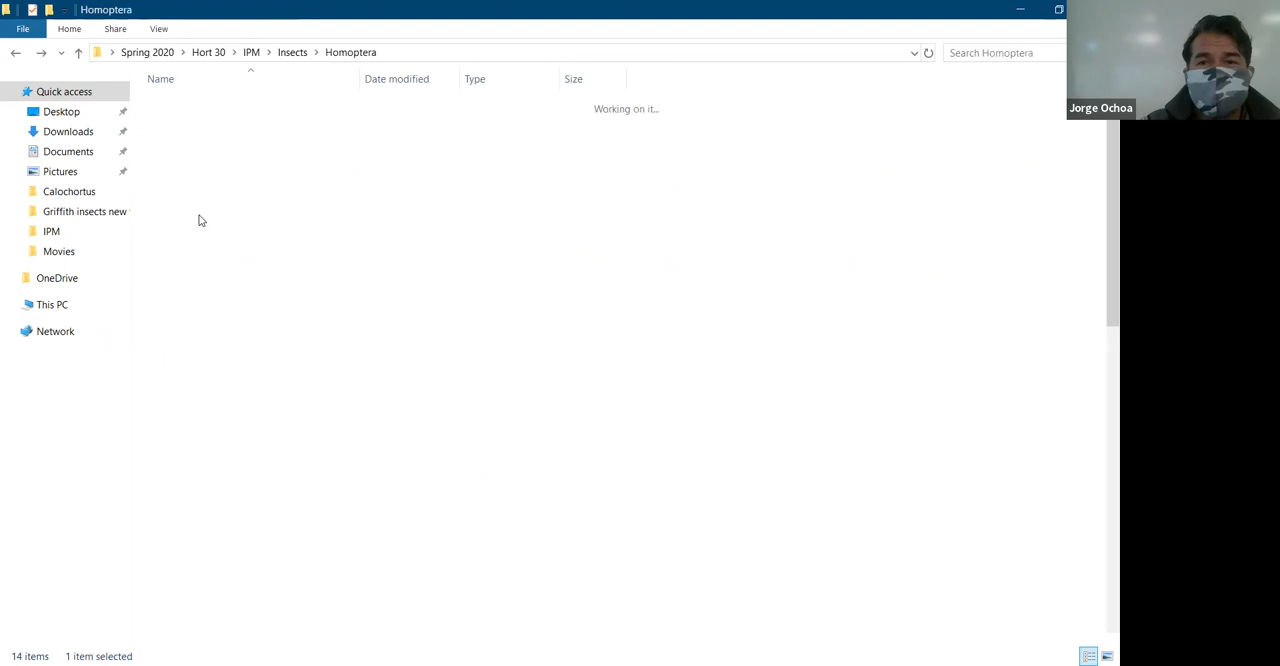 Homoptera
File Home Share View
Spring 2020 Hort 30 IPM Insects Homoptera
Search Homoptera
Name Date modified Type Size
Working on it...
Quick access
Desktop
Downloads
Documents
Pictures
Calochortus
Griffith insects new
IPM
Movies
OneDrive
This PC
Network
14 items 1 item selected
Jorge Ochoa